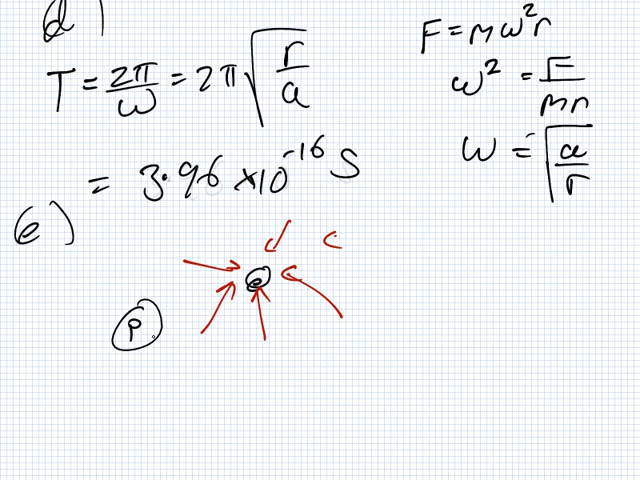 d)
T = 2π/ω = 2π √(r/a)
= 3.96 × 10⁻¹⁶ S
F = mω²r
ω² = F/mr
ω = √(a/r)
e)
e
P